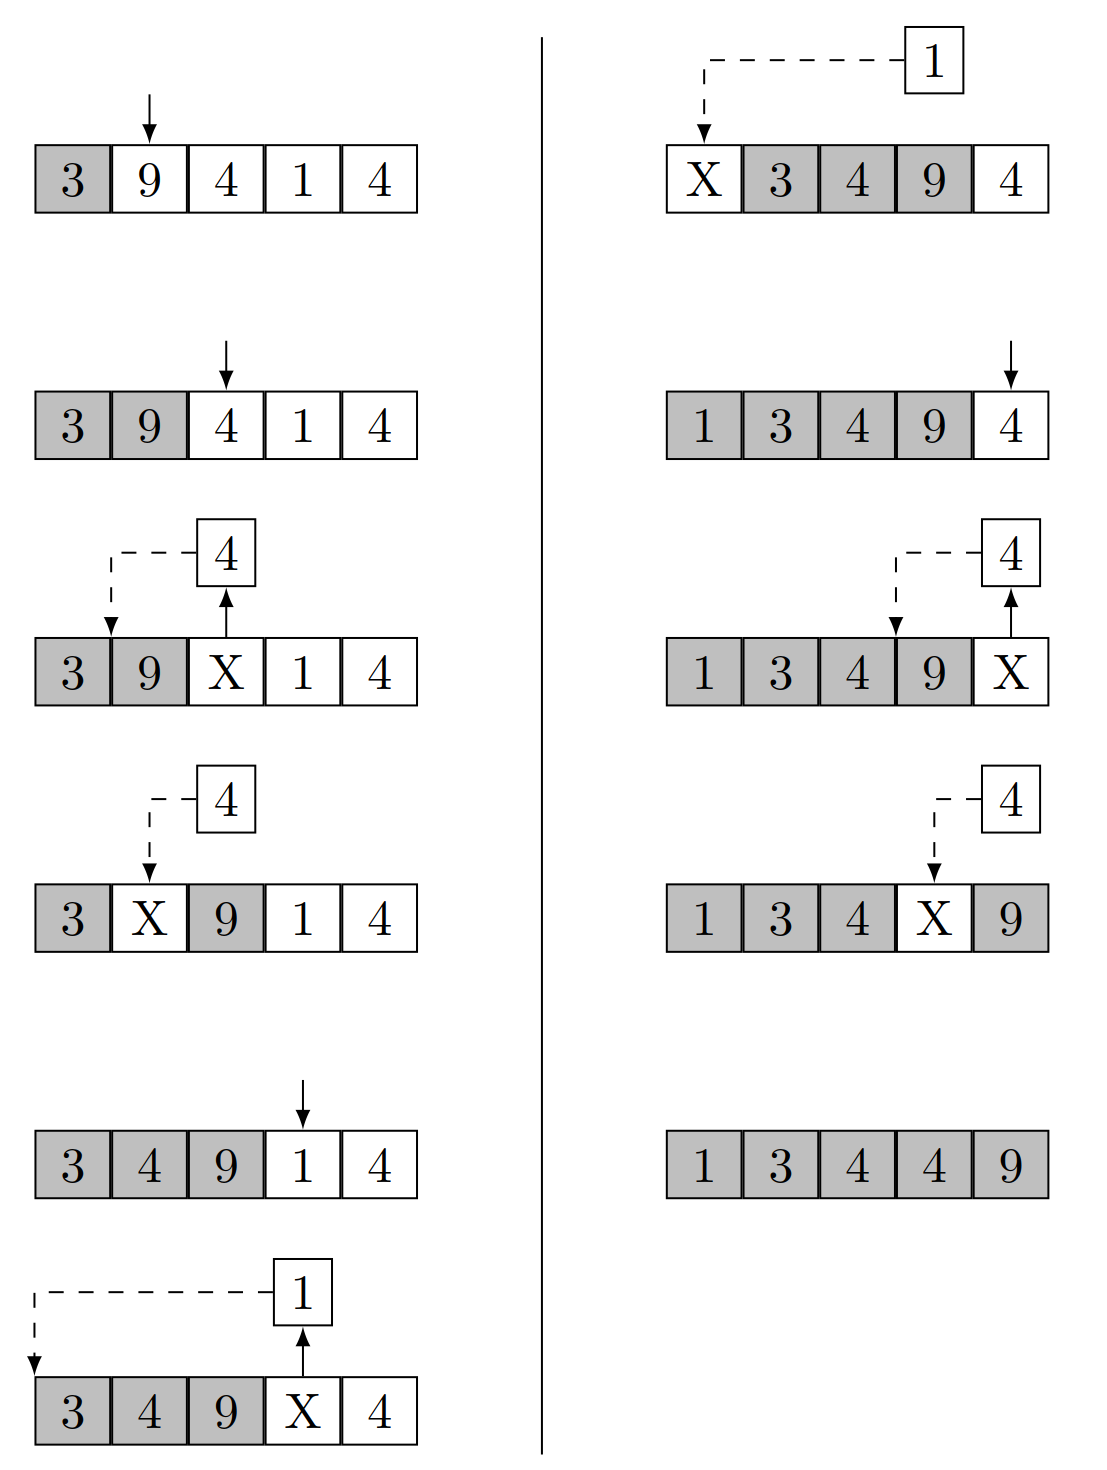 3 9 4 1 4
3 9 4 1 4
4
3 9 X 1 4
4
3 X 9 1 4
3 4 9 1 4
1
3 4 9 X 4
1
X 3 4 9 4
1 3 4 9 4
4
1 3 4 9 X
4
1 3 4 X 9
1 3 4 4 9